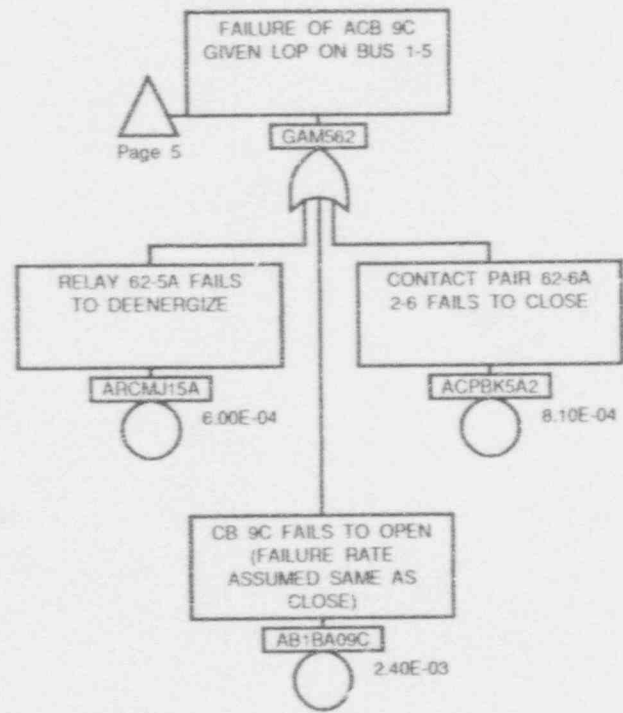 FAILURE OF ACB 9C
GIVEN LOP ON BUS 1-5
Page 5
GAM562
RELAY 62-5A FAILS
TO DEENERGIZE
ARCMJ15A
6.00E-04
CONTACT PAIR 62-6A
2-6 FAILS TO CLOSE
ACPBK5A2
8.10E-04
CB 9C FAILS TO OPEN
(FAILURE RATE
ASSUMED SAME AS
CLOSE)
AB1BA09C
2.40E-03